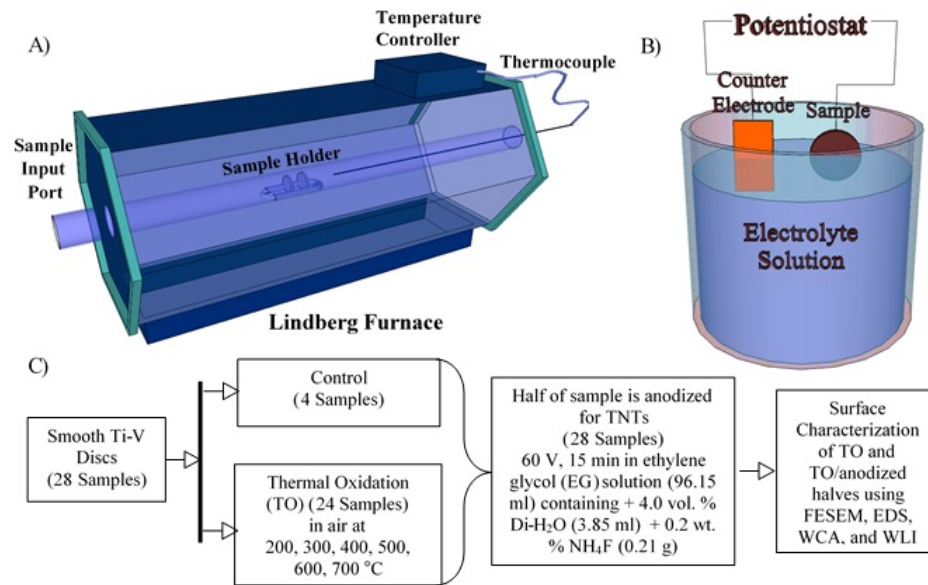 A)
Temperature
Controller
Thermocouple
Sample
Input
Port
Sample Holder
Lindberg Furnace
B)
Potentiostat
Counter
Electrode
Sample
Electrolyte
Solution
C)
Smooth Ti-V
Discs
(28 Samples)
Control
(4 Samples)
Thermal Oxidation
(TO) (24 Samples)
in air at
200, 300, 400, 500,
600, 700 °C
Half of sample is anodized
for TNTs
(28 Samples)
60 V, 15 min in ethylene
glycol (EG) solution (96.15
ml) containing + 4.0 vol. %
Di-H₂O (3.85 ml) + 0.2 wt.
% NH₄F (0.21 g)
Surface
Characterization
of TO and
TO/anodized
halves using
FESEM, EDS,
WCA, and WLI